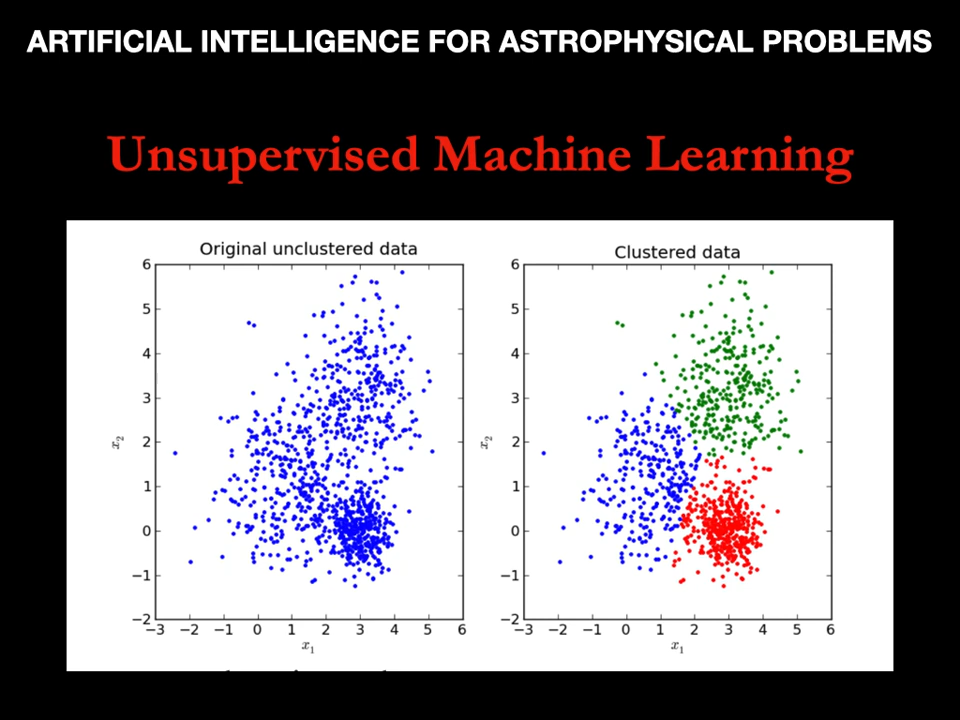 ARTIFICIAL INTELLIGENCE FOR ASTROPHYSICAL PROBLEMS
Unsupervised Machine Learning
Original unclustered data
6
5
4
3
2
1
0
−1
−2
x2
−3 −2 −1 0 1 2 3 4 5 6
x1
Clustered data
6
5
4
3
2
1
0
−1
−2
x2
−3 −2 −1 0 1 2 3 4 5 6
x1